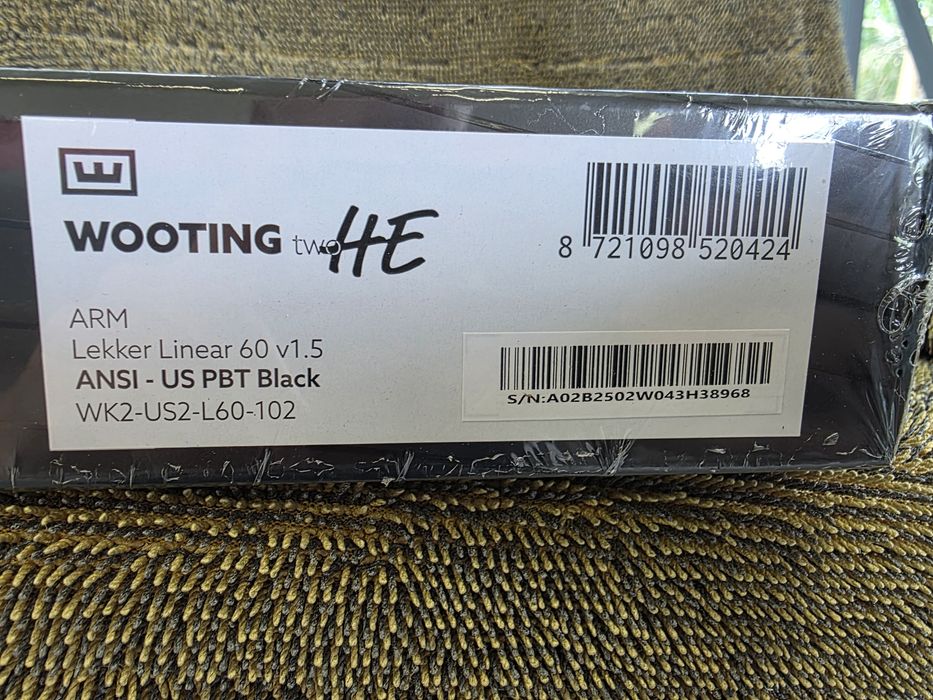 WOOTING two HE
8 721098 520424
ARM
Lekker Linear 60 v1.5
ANSI - US PBT Black
WK2-US2-L60-102
S/N:A02B2502W043H38968